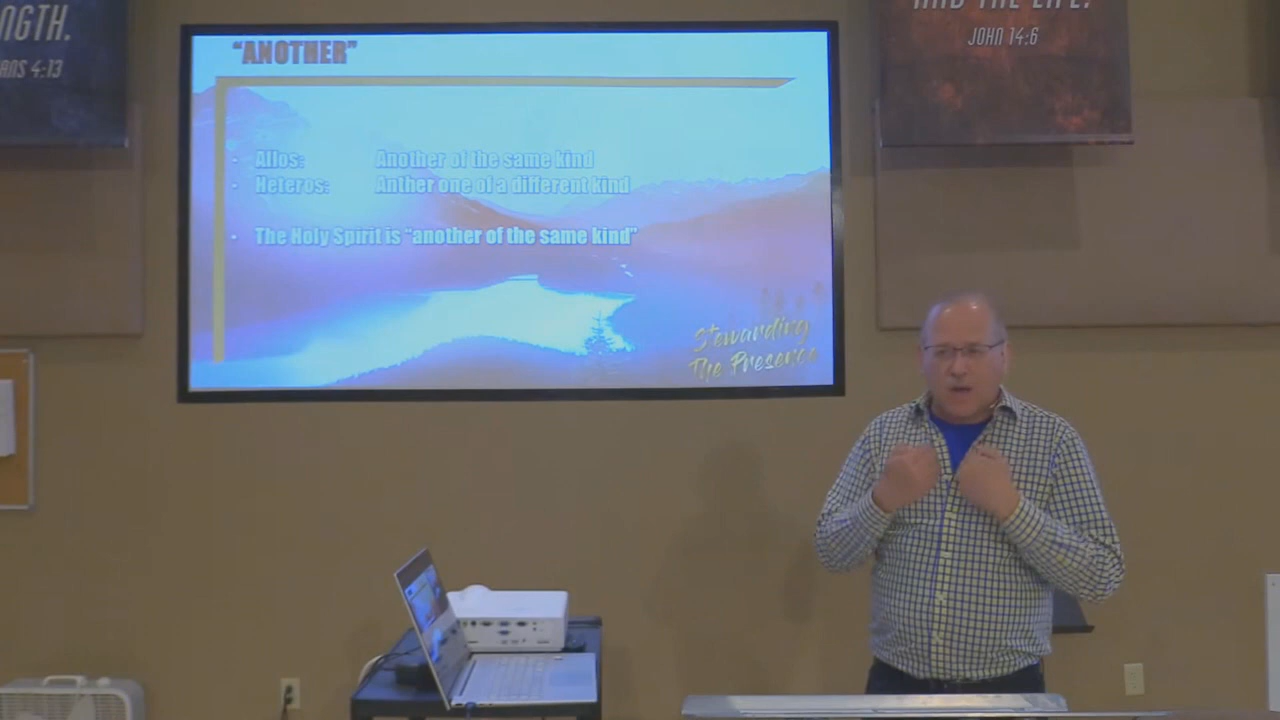 NGTH.
ANS 4:13
AND THE LIFE.
JOHN 14:6
“ANOTHER”
• Allos: Another of the same kind
• Heteros: Anther one of a different kind
• The Holy Spirit is “another of the same kind”
Stewarding
The Presence